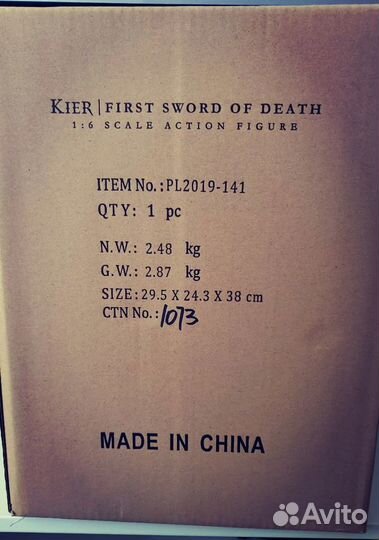 KIER | FIRST SWORD OF DEATH
1:6 SCALE ACTION FIGURE
ITEM No.: PL2019-141
QTY: 1 pc
N.W.: 2.48 kg
G.W.: 2.87 kg
SIZE: 29.5 X 24.3 X 38 cm
CTN No.: 1073
MADE IN CHINA
Avito